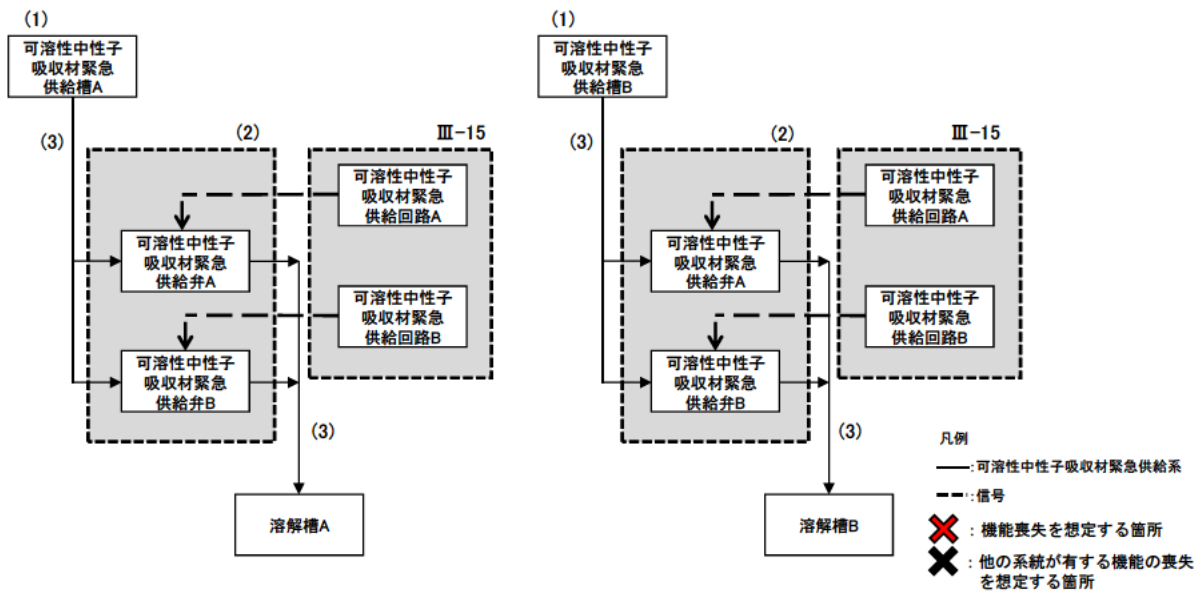 (1)
可溶性中性子
吸収材緊急
供給槽A
(3)
(2)
Ⅲ-15
可溶性中性子
吸収材緊急
供給回路A
可溶性中性子
吸収材緊急
供給弁A
可溶性中性子
吸収材緊急
供給回路B
可溶性中性子
吸収材緊急
供給弁B
(3)
溶解槽A
(1)
可溶性中性子
吸収材緊急
供給槽B
(3)
(2)
Ⅲ-15
可溶性中性子
吸収材緊急
供給回路A
可溶性中性子
吸収材緊急
供給弁A
可溶性中性子
吸収材緊急
供給回路B
可溶性中性子
吸収材緊急
供給弁B
(3)
溶解槽B
凡例
:可溶性中性子吸収材緊急供給系
:信号
:機能喪失を想定する箇所
:他の系統が有する機能の喪失
を想定する箇所